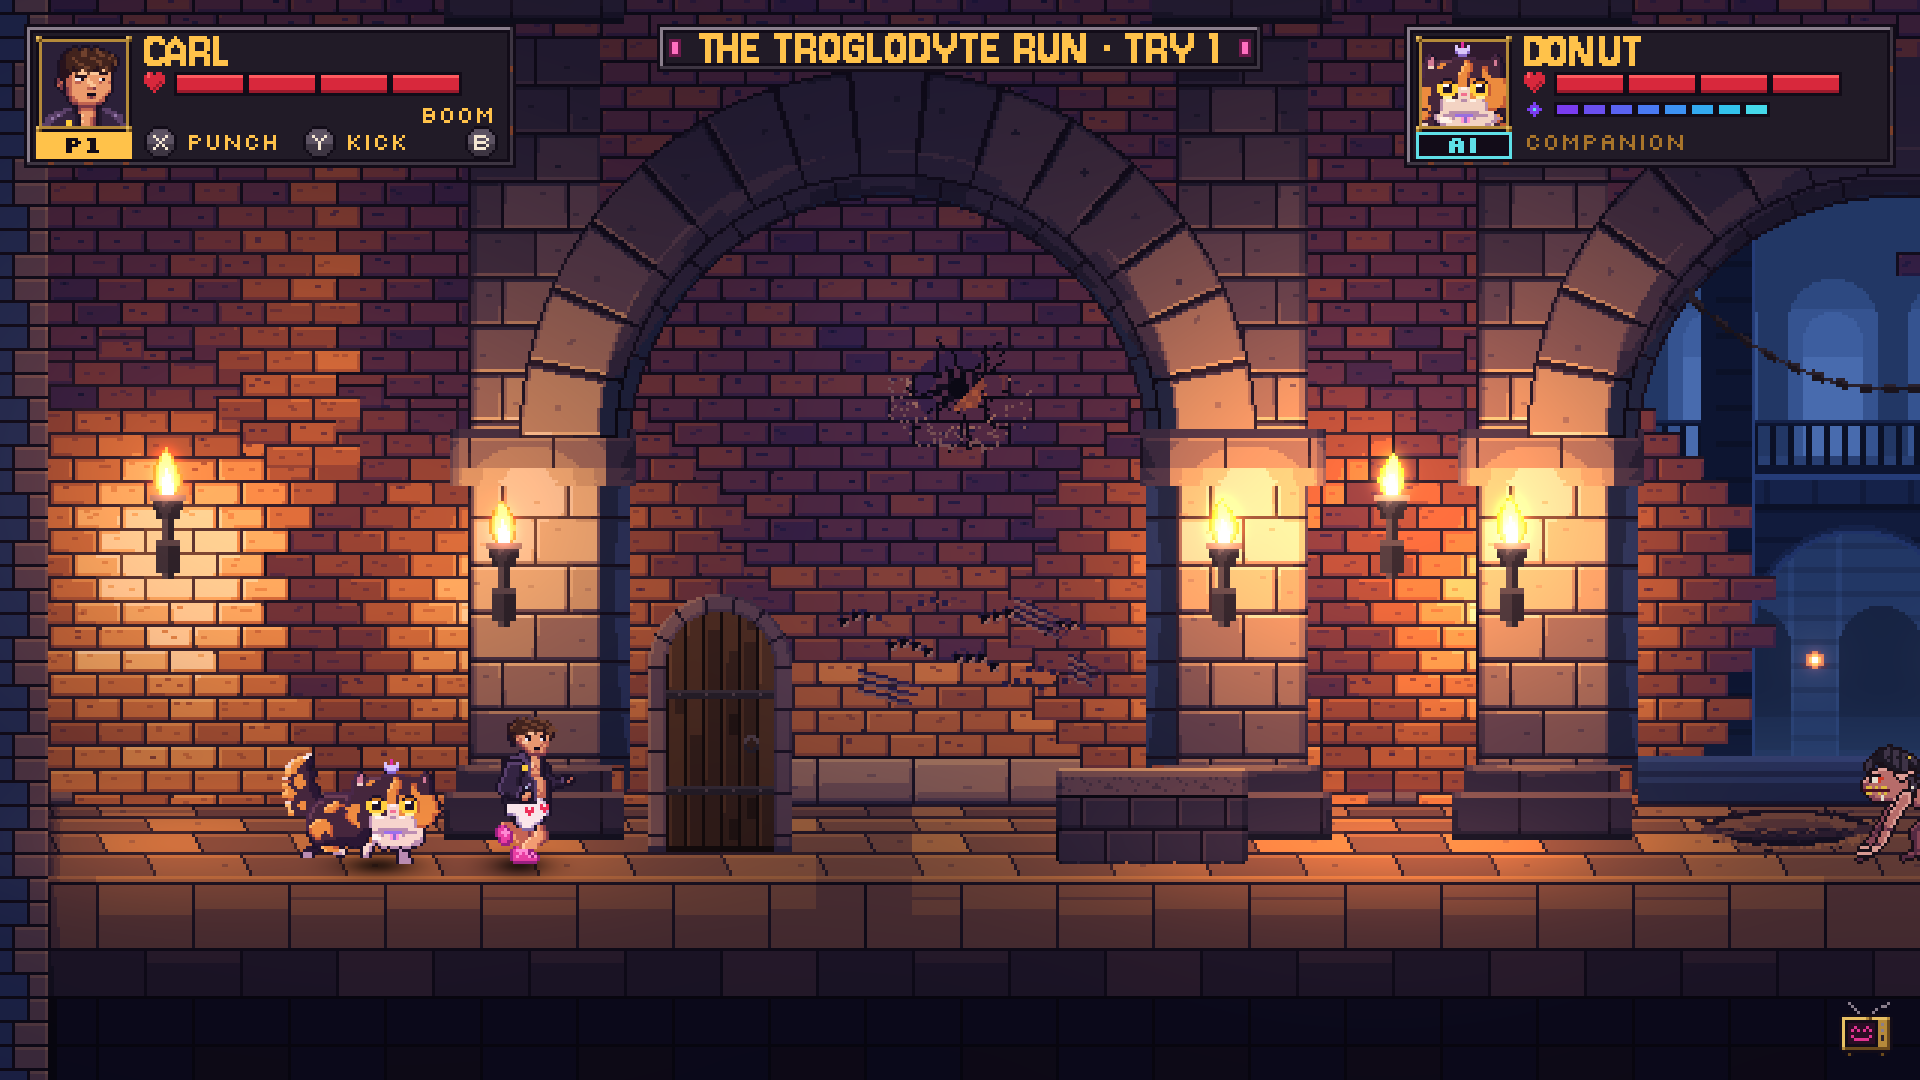 CARL
BOOM
P1
X PUNCH Y KICK B
THE TROGLODYTE RUN · TRY 1
DONUT
AI
COMPANION